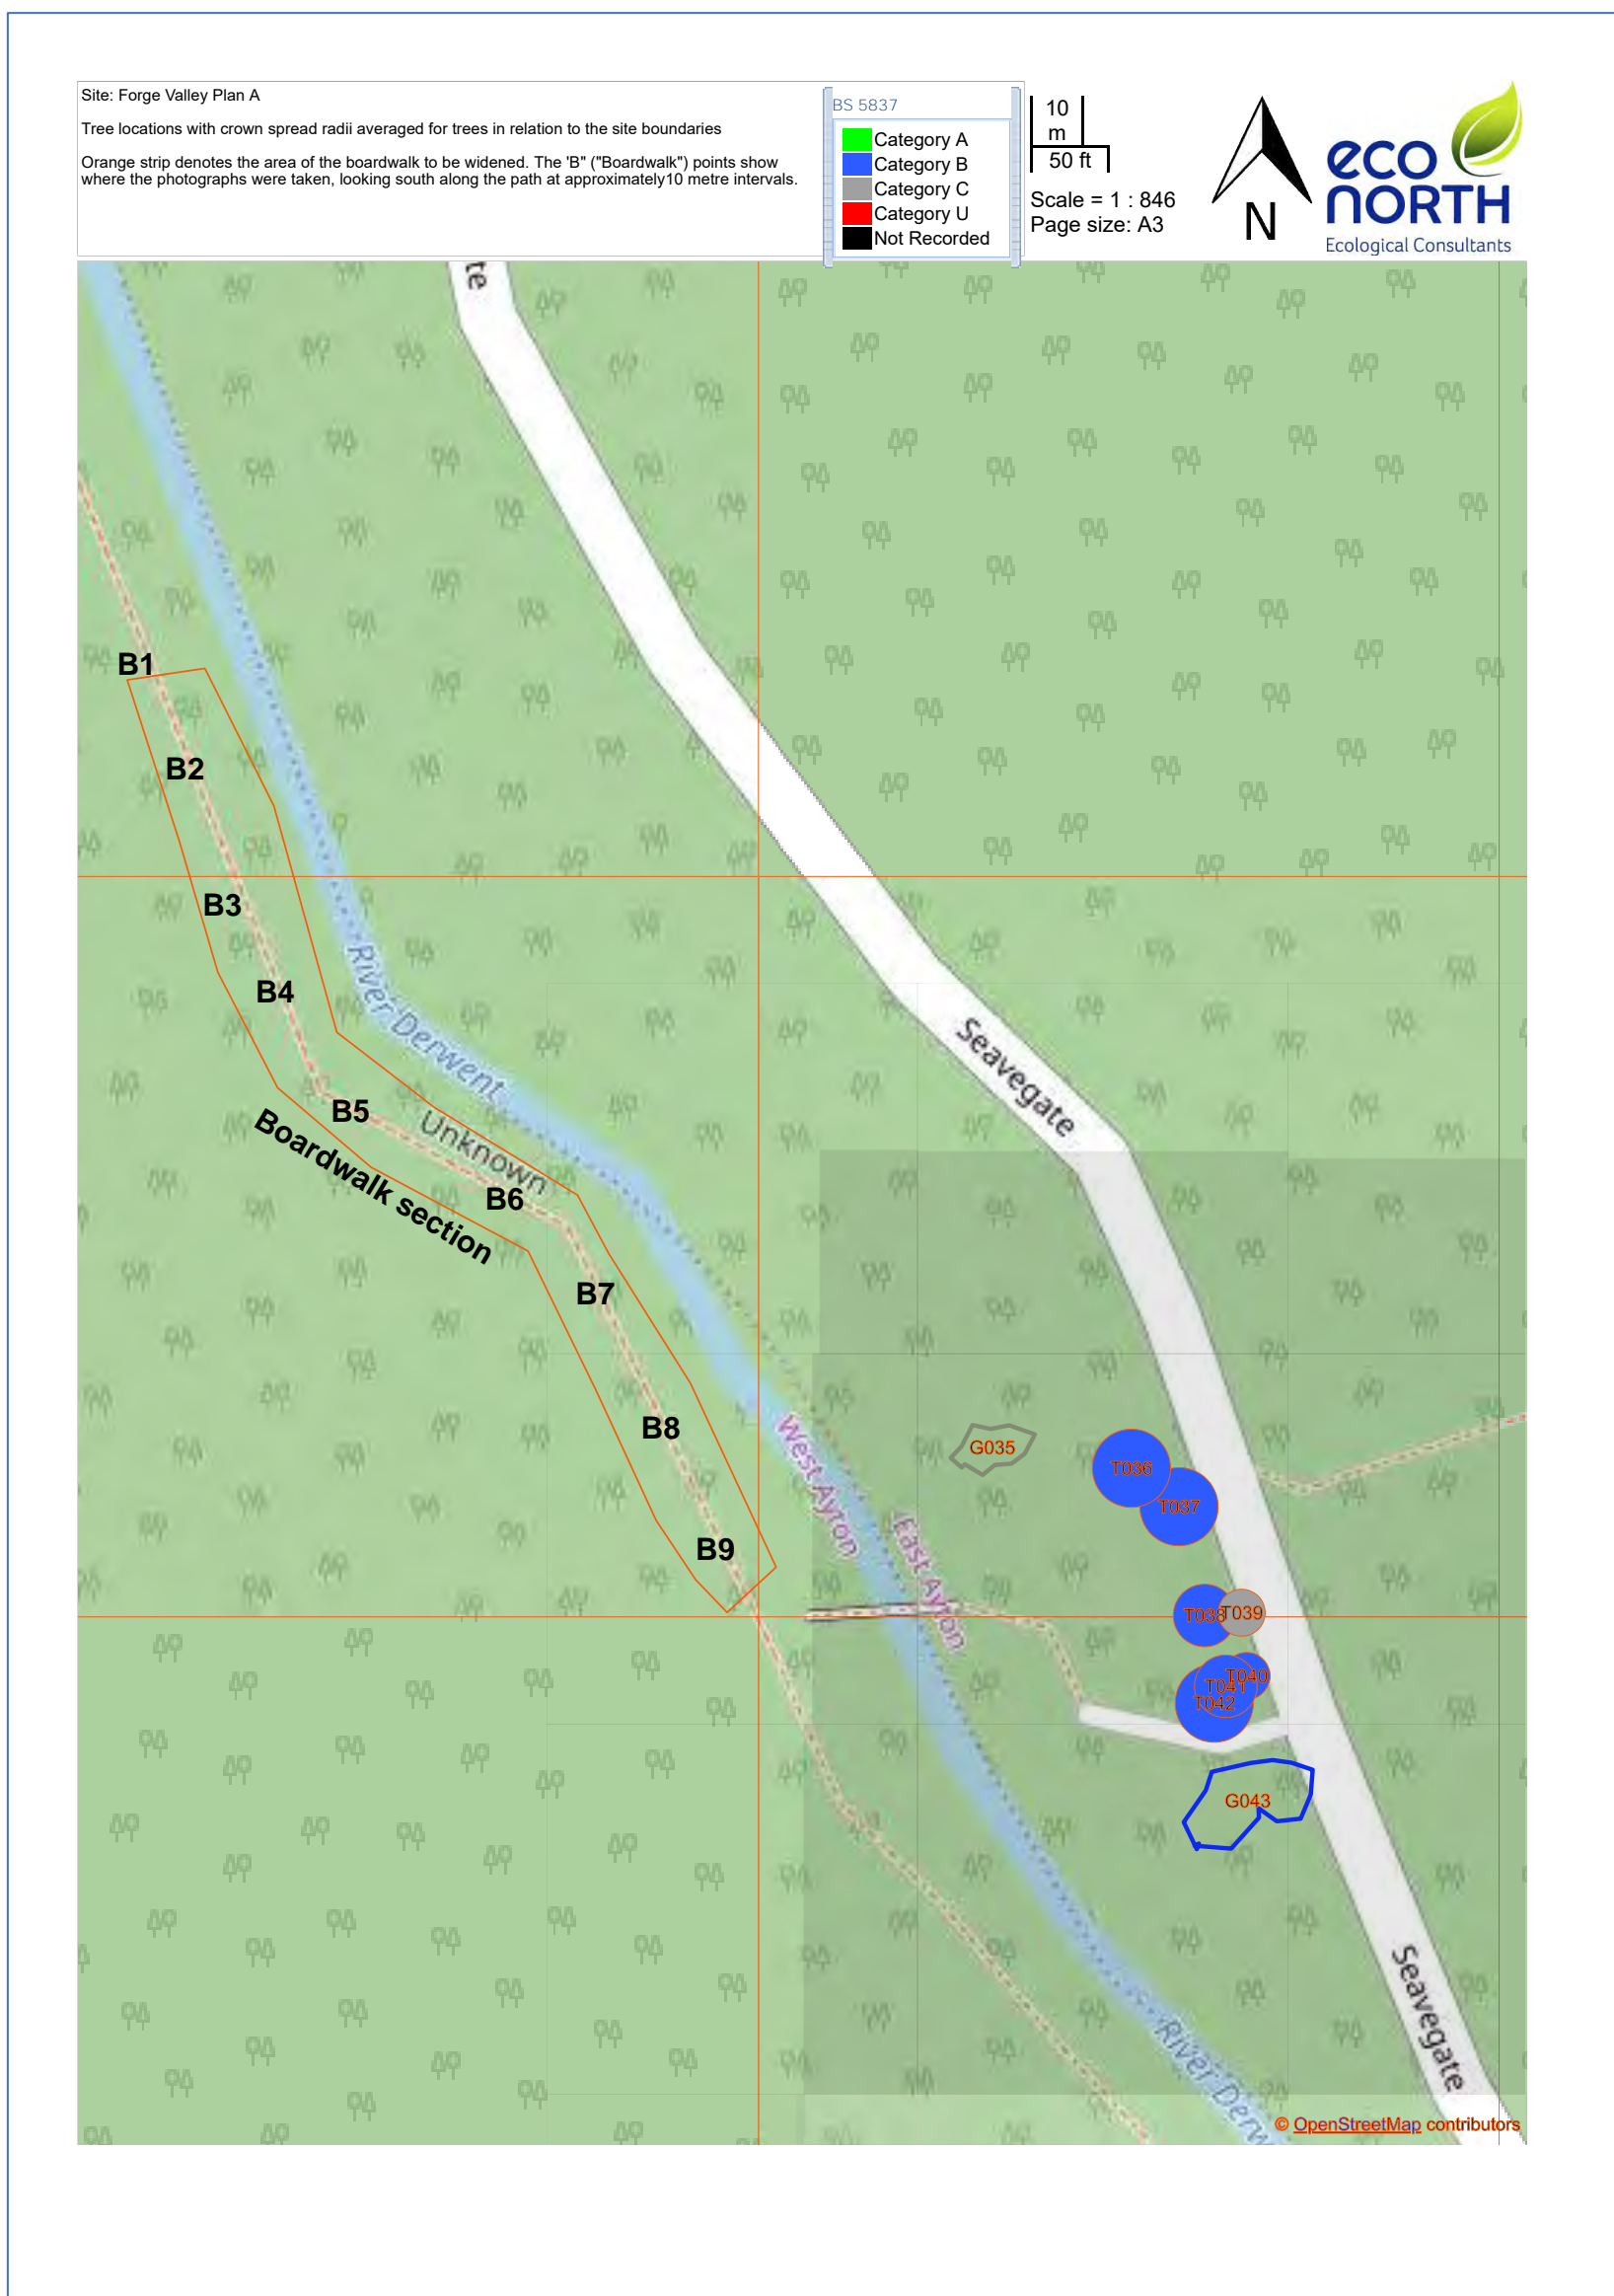 Site: Forge Valley Plan A
Tree locations with crown spread radii averaged for trees in relation to the site boundaries
Orange strip denotes the area of the boardwalk to be widened. The 'B" ("Boardwalk") points show
where the photographs were taken, looking south along the path at approximately10 metre intervals.
BS 5837
Category A
Category B
Category C
Category U
Not Recorded
10
m
50 ft
Scale = 1 : 846
Page size: A3
N
eco
NORTH
Ecological Consultants
te
B1
B2
B3
B4
River Derwent
Seavegate
B5
Unknown
B6
Boardwalk section
B7
B8
B9
West Ayton
East Ayton
G035
T036
T037
T038
T039
T040
T041
T042
G043
Seavegate
River Derw
© OpenStreetMap contributors